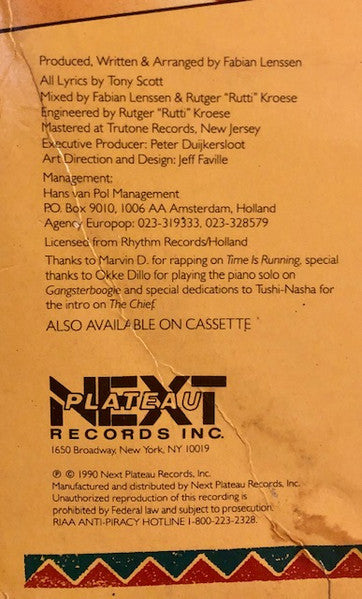 Produced, Written & Arranged by Fabian Lenssen
All Lyrics by Tony Scott
Mixed by Fabian Lenssen & Rutger "Rutti" Kroese
Engineered by Rutger "Rutti" Kroese
Mastered at Trutone Records, New Jersey
Executive Producer: Peter Duijkersloot
Art Direction and Design: Jeff Faville
Management:
Hans van Pol Management
P.O. Box 9010, 1006 AA Amsterdam, Holland
Agency Europop: 023-319333, 023-328579
Licensed from Rhythm Records/Holland
Thanks to Marvin D. for rapping on Time Is Running, special
thanks to Okke Dillo for playing the piano solo on
Gangsterboogie and special dedications to Tushi-Nasha for
the intro on The Chief.
ALSO AVAILABLE ON CASSETTE
NEXT
PLATEAU
RECORDS INC.
1650 Broadway, New York, NY 10019
℗ © 1990 Next Plateau Records, Inc.
Manufactured and distributed by Next Plateau Records, Inc.
Unauthorized reproduction of this recording is
prohibited by Federal law and subject to prosecution.
RIAA ANTI-PIRACY HOTLINE 1-800-223-2328.